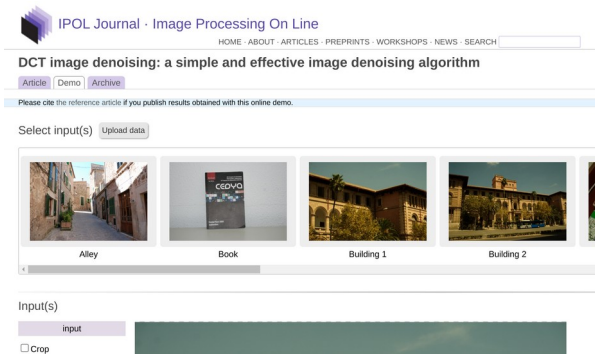 IPOL Journal · Image Processing On Line
HOME · ABOUT · ARTICLES · PREPRINTS · WORKSHOPS · NEWS · SEARCH
DCT image denoising: a simple and effective image denoising algorithm
Article Demo Archive
Please cite the reference article if you publish results obtained with this online demo.
Select input(s) Upload data
CEDYA
Alley Book Building 1 Building 2
Input(s)
input
Crop